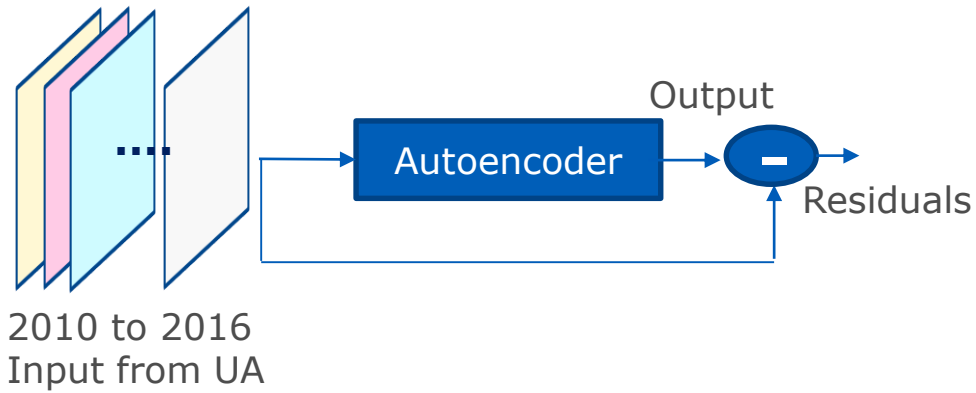 Output
Autoencoder
-
Residuals
....
2010 to 2016
Input from UA